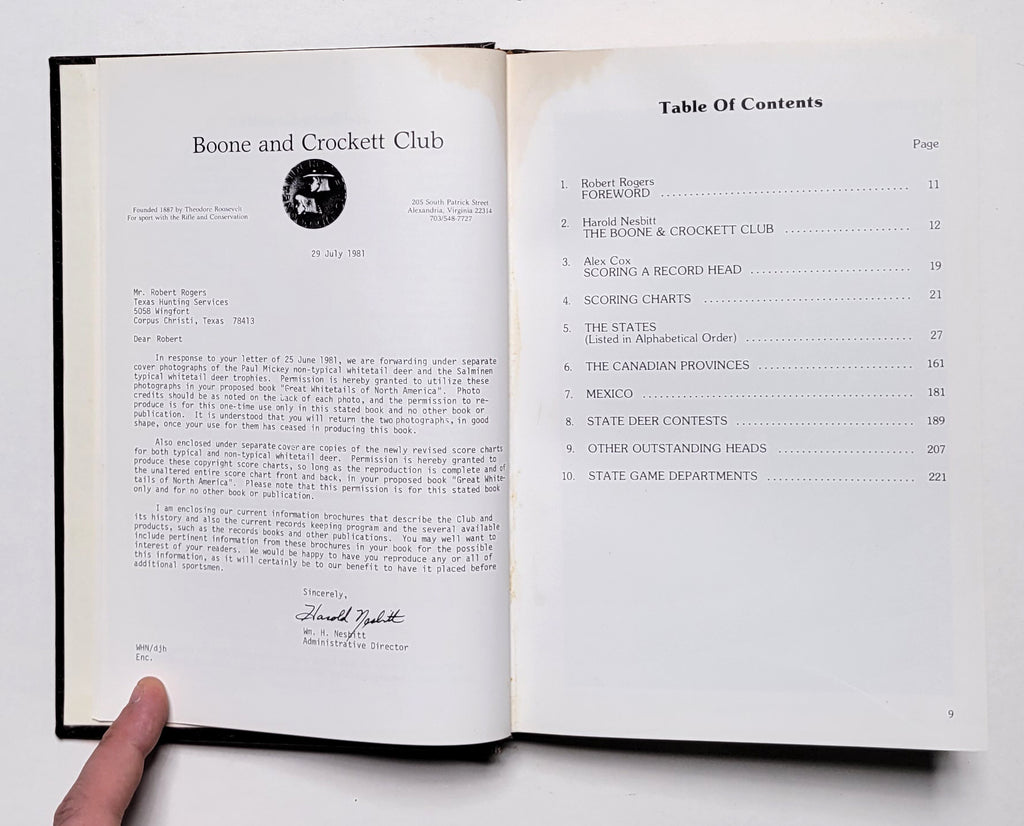 Boone and Crockett Club
Founded 1887 by Theodore Roosevelt
For sport with the Rifle and Conservation
205 South Patrick Street
Alexandria, Virginia 22314
703/548-7727
29 July 1981
Mr. Robert Rogers
Texas Hunting Services
5058 Wingfort
Corpus Christi, Texas 78413
Dear Robert
In response to your letter of 25 June 1981, we are forwarding under separate
cover photographs of the Paul Mickey non-typical whitetail deer and the Salminen
typical whitetail deer trophies. Permission is hereby granted to utilize these
photographs in your proposed book "Great Whitetails of North America". Photo
credits should be as noted on the back of each photo, and the permission to re-
produce is for this one-time use only in this stated book and no other book or
publication. It is understood that you will return the two photographs, in good
shape, once your use for them has ceased in producing this book.
Also enclosed under separate cover are copies of the newly revised score charts
for both typical and non-typical whitetail deer. Permission is hereby granted to
produce these copyright score charts, so long as the reproduction is complete and of
the unaltered entire score chart front and back, in your proposed book "Great White-
tails of North America". Please note that this permission is for this stated book
only and for no other book or publication.
I am enclosing our current information brochures that describe the Club and
its history and also the current records keeping program and the several available
products, such as the records books and other publications. You may well want to
include pertinent information from these brochures in your book for the possible
interest of your readers. We would be happy to have you reproduce any or all of
this information, as it will certainly be to our benefit to have it placed before
additional sportsmen.
Sincerely,
Harold Nesbitt
Wm. H. Nesbitt
Administrative Director
WHN/djh
Enc.
Table Of Contents
Page
1. Robert Rogers
FOREWORD 11
2. Harold Nesbitt
THE BOONE & CROCKETT CLUB 12
3. Alex Cox
SCORING A RECORD HEAD 19
4. SCORING CHARTS 21
5. THE STATES
(Listed in Alphabetical Order) 27
6. THE CANADIAN PROVINCES 161
7. MEXICO 181
8. STATE DEER CONTESTS 189
9. OTHER OUTSTANDING HEADS 207
10. STATE GAME DEPARTMENTS 221
9